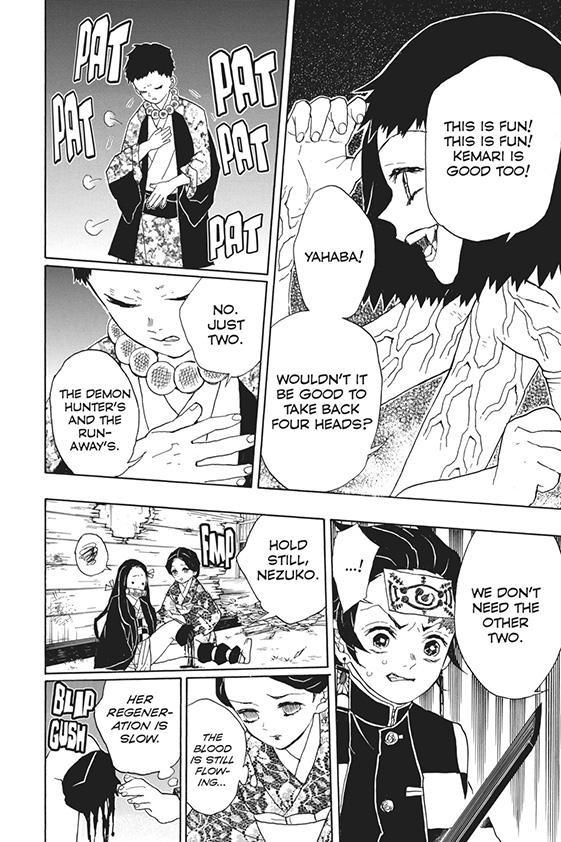 THIS IS FUN!
THIS IS FUN!
KEMARI IS
GOOD TOO!
YAHABA!
WOULDN'T IT
BE GOOD TO
TAKE BACK
FOUR HEADS?
PAT
PAT
PAT
PAT
PAT
NO.
JUST
TWO.
THE DEMON
HUNTER'S
AND THE
RUN-
AWAY'S.
WE DON'T
NEED THE
OTHER
TWO.
...!
HOLD
STILL,
NEZUKO.
FMP
THE
BLOOD
IS STILL
FLOW-
ING...
HER
REGENER-
ATION IS
SLOW.
BLIP
GUSH